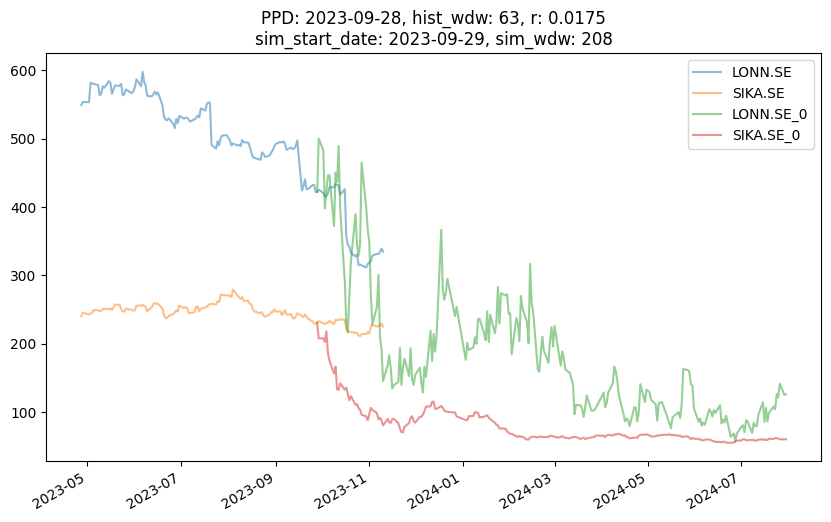 PPD: 2023-09-28, hist_wdw: 63, r: 0.0175
sim_start_date: 2023-09-29, sim_wdw: 208
LONN.SE
SIKA.SE
LONN.SE_0
SIKA.SE_0
600
500
400
300
200
100
2023-05
2023-07
2023-09
2023-11
2024-01
2024-03
2024-05
2024-07